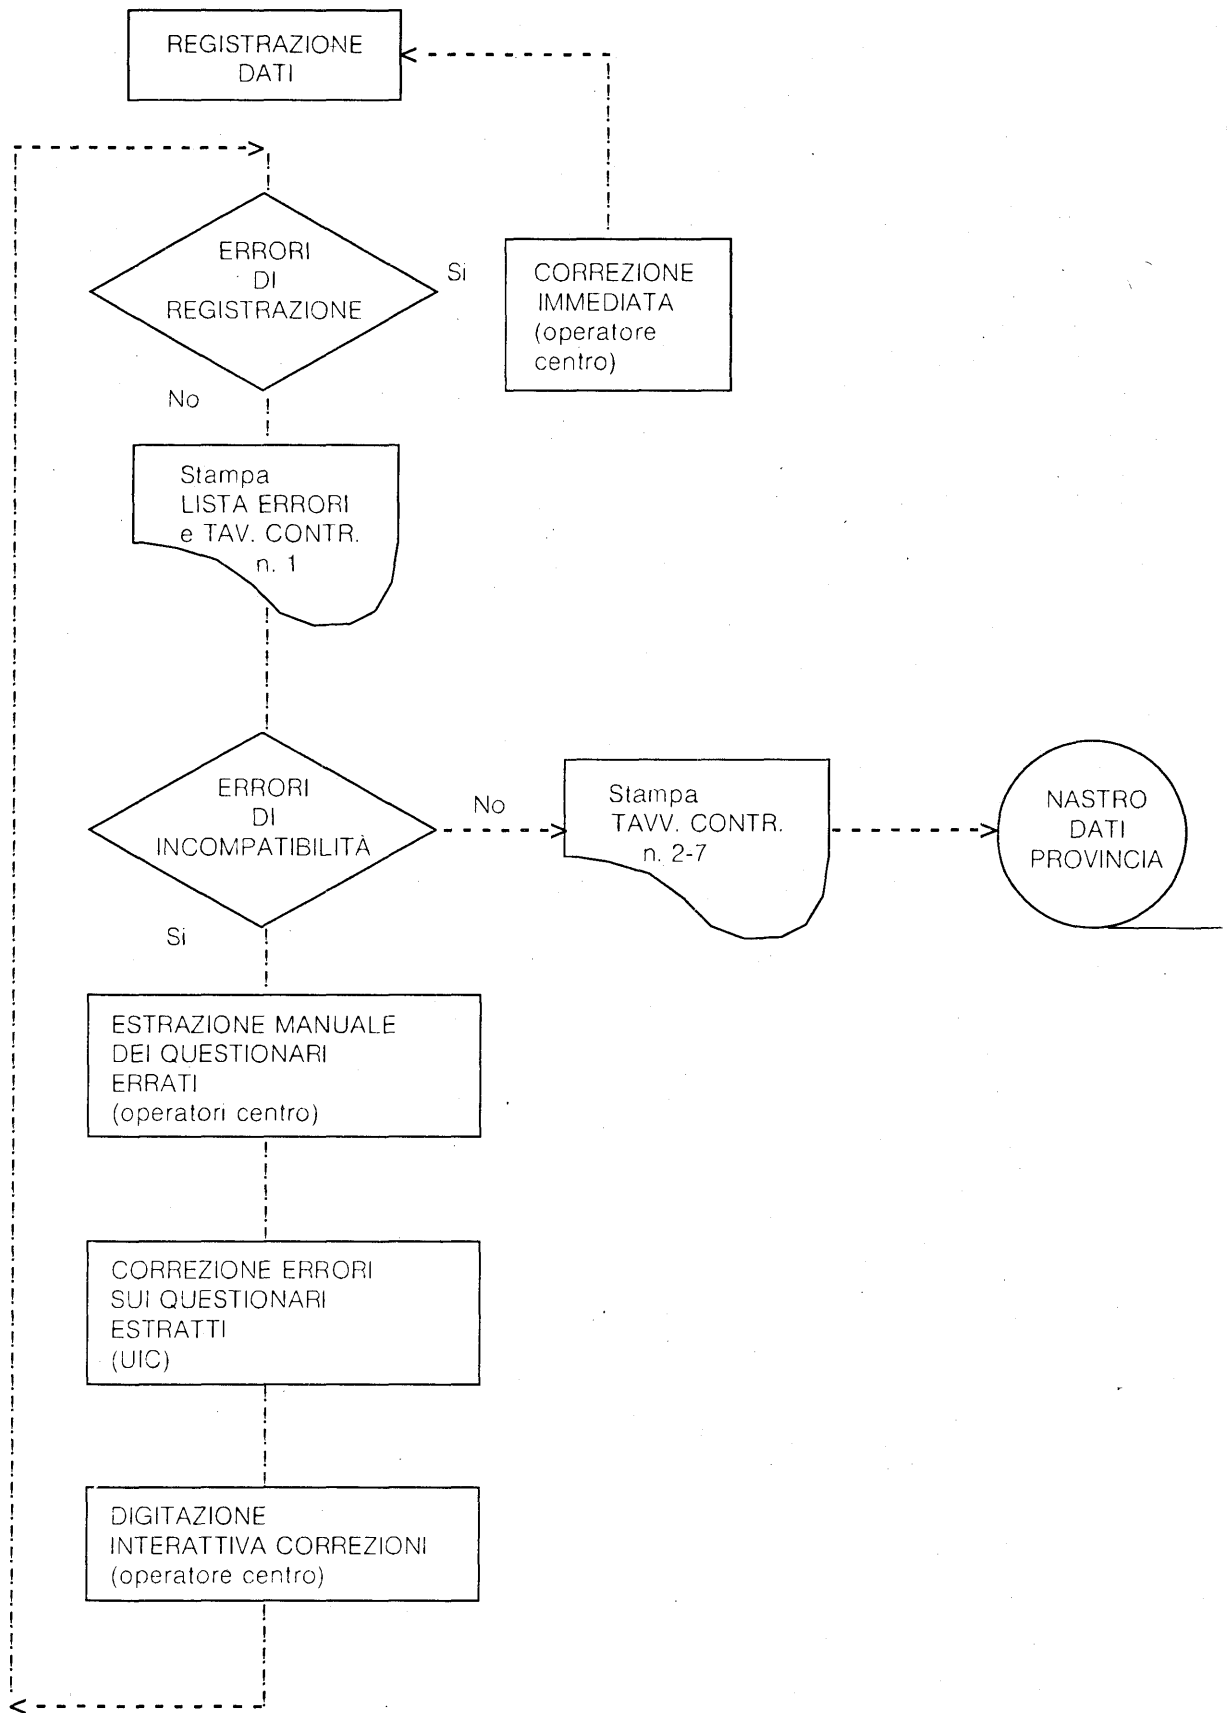 REGISTRAZIONE
DATI
ERRORI
DI
REGISTRAZIONE
Si
CORREZIONE
IMMEDIATA
(operatore
centro)
No
Stampa
LISTA ERRORI
e TAV. CONTR.
n. 1
ERRORI
DI
INCOMPATIBILITÀ
No
Stampa
TAVV. CONTR.
n. 2-7
NASTRO
DATI
PROVINCIA
Si
ESTRAZIONE MANUALE
DEI QUESTIONARI
ERRATI
(operatori centro)
CORREZIONE ERRORI
SUI QUESTIONARI
ESTRATTI
(UIC)
DIGITAZIONE
INTERATTIVA CORREZIONI
(operatore centro)